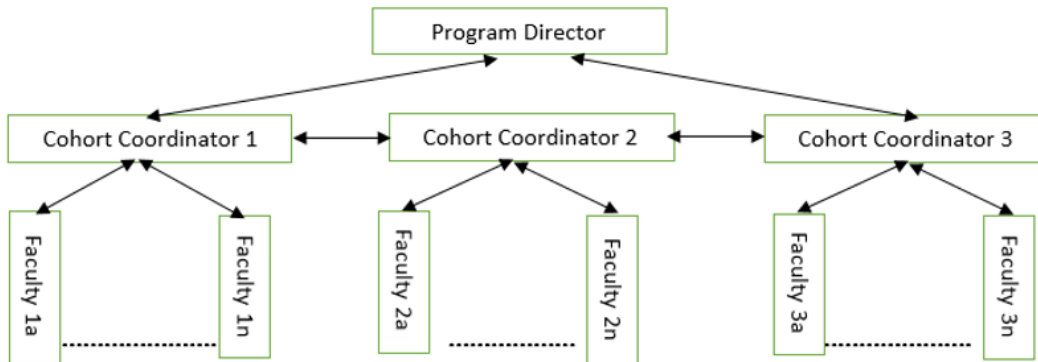 Program Director
Cohort Coordinator 1
Cohort Coordinator 2
Cohort Coordinator 3
Faculty 1a
Faculty 1n
Faculty 2a
Faculty 2n
Faculty 3a
Faculty 3n